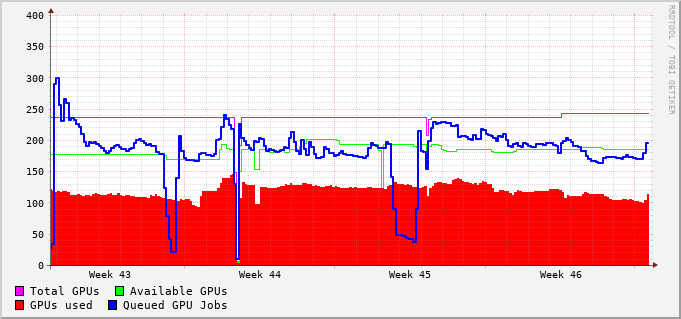 400
350
300
250
200
150
100
50
0
Week 43 Week 44 Week 45 Week 46
Total GPUs Available GPUs
GPUs used Queued GPU Jobs
RRDTOOL / TOBI OETIKER